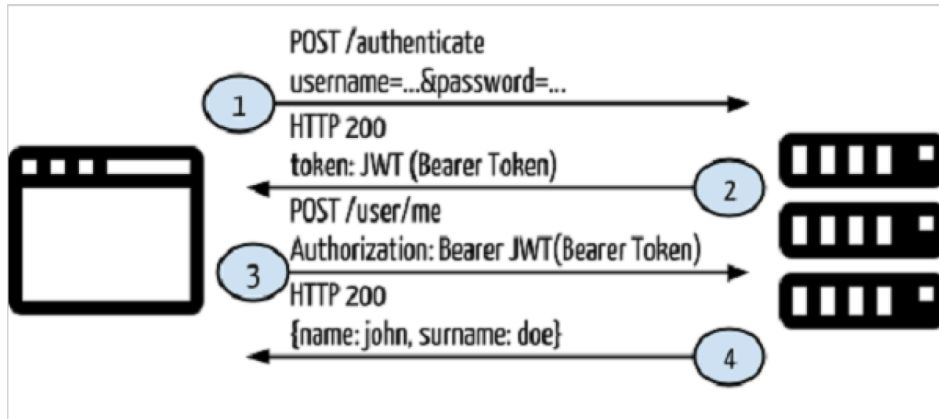 POST /authenticate
username=...&password=...
1
HTTP 200
token: JWT (Bearer Token)
2
POST /user/me
Authorization: Bearer JWT(Bearer Token)
3
HTTP 200
{name: john, surname: doe}
4